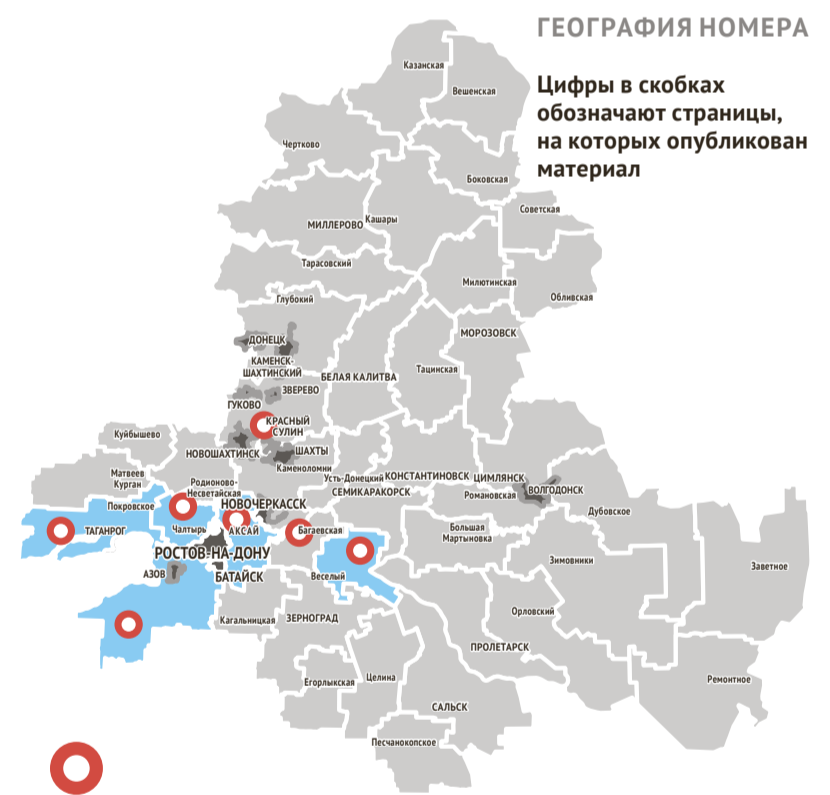 ГЕОГРАФИЯ НОМЕРА
Цифры в скобках
обозначают страницы,
на которых опубликован
материал
Казанская
Вешенская
Чертково
Боковская
Советская
МИЛЛЕРОВО
Кашары
Тарасовский
Милютинская
Обливская
Глубокий
МОРОЗОВСК
ДОНЕЦК
КАМЕНСК-
ШАХТИНСКИЙ
БЕЛАЯ КАЛИТВА
Тацинская
ЗВЕРЕВО
ГУКОВО
КРАСНЫЙ
СУЛИН
Куйбышево
НОВОШАХТИНСК
ШАХТЫ
Каменоломни
Матвеев
Курган
Родионово-
Несветайская
Усть-Донецкий
КОНСТАНТИНОВСК
ЦИМЛЯНСК
СЕМИКАРАКОРСК
Романовская
ВОЛГОДОНСК
Покровское
НОВОЧЕРКАССК
Дубовское
ТАГАНРОГ
Чалтырь
АКСАЙ
Багаевская
Большая
Мартыновка
РОСТОВ-НА-ДОНУ
Зимовники
Заветное
АЗОВ
БАТАЙСК
Веселый
Кагальницкая
ЗЕРНОГРАД
Орловский
ПРОЛЕТАРСК
Егорлыкская
Целина
Ремонтное
САЛЬСК
Песчанокопское